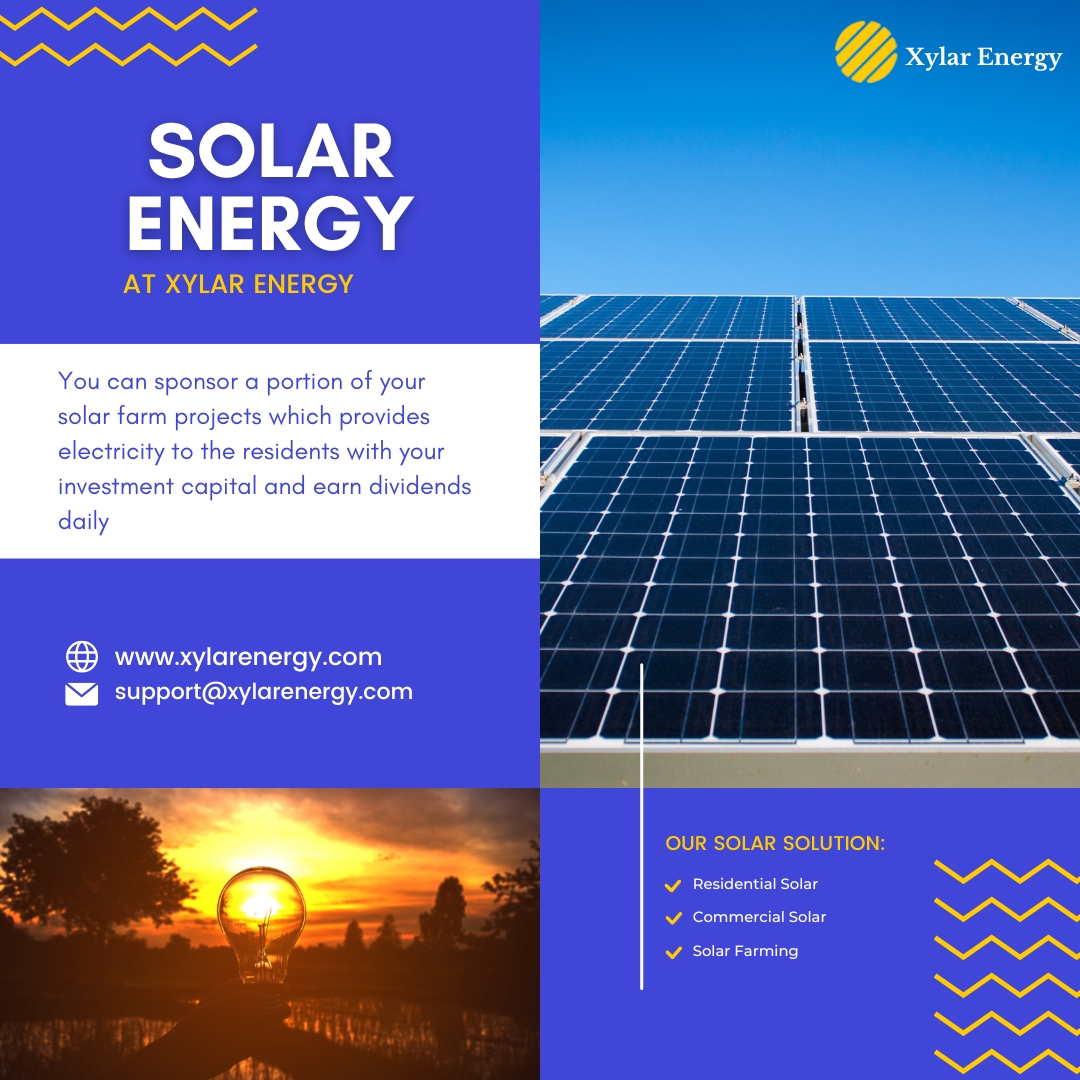 Xylar Energy
SOLAR
ENERGY
AT XYLAR ENERGY
You can sponsor a portion of your
solar farm projects which provides
electricity to the residents with your
investment capital and earn dividends
daily
www.xylarenergy.com
support@xylarenergy.com
OUR SOLAR SOLUTION:
Residential Solar
Commercial Solar
Solar Farming